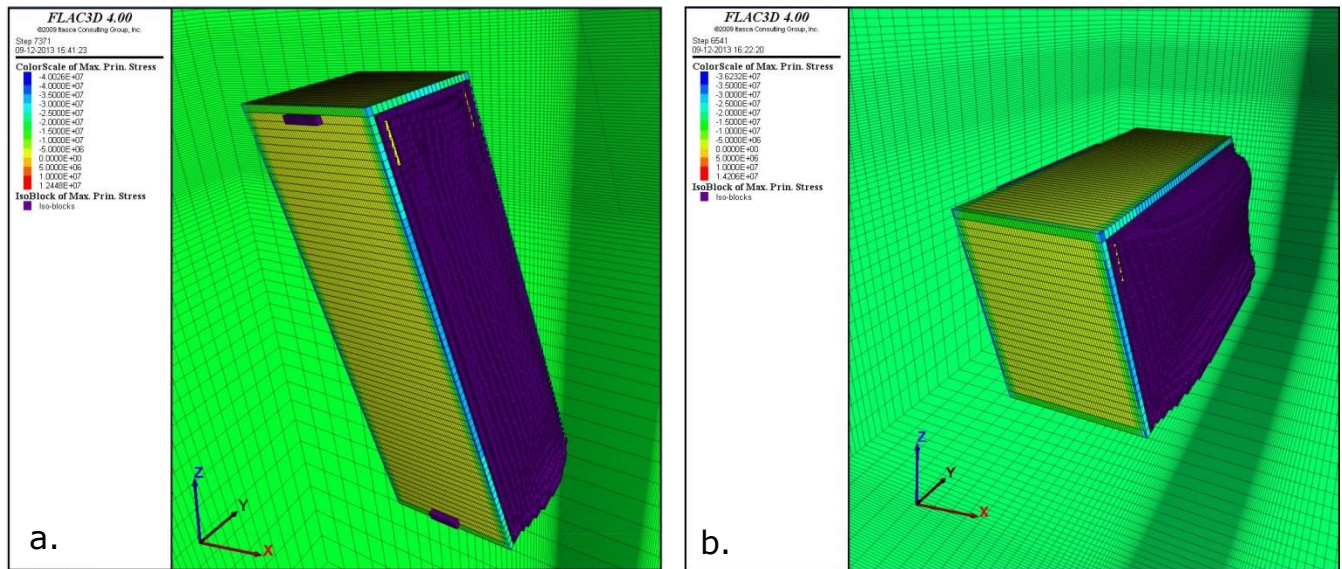 FLAC3D 4.00
©2009 Itasca Consulting Group, Inc.
Step 7371
09-12-2013 15:41:23
ColorScale of Max. Prin. Stress
-4.0026E+07
-4.0000E+07
-3.5000E+07
-3.0000E+07
-2.5000E+07
-2.0000E+07
-1.5000E+07
-1.0000E+07
-5.0000E+06
0.0000E+00
5.0000E+06
1.0000E+07
1.2448E+07
IsoBlock of Max. Prin. Stress
Iso-blocks
Z
Y
X
a.
FLAC3D 4.00
©2009 Itasca Consulting Group, Inc.
Step 6541
09-12-2013 16:22:20
ColorScale of Max. Prin. Stress
-3.6232E+07
-3.5000E+07
-3.0000E+07
-2.5000E+07
-2.0000E+07
-1.5000E+07
-1.0000E+07
-5.0000E+06
0.0000E+00
5.0000E+06
1.0000E+07
1.4206E+07
IsoBlock of Max. Prin. Stress
Iso-blocks
Z
Y
X
b.